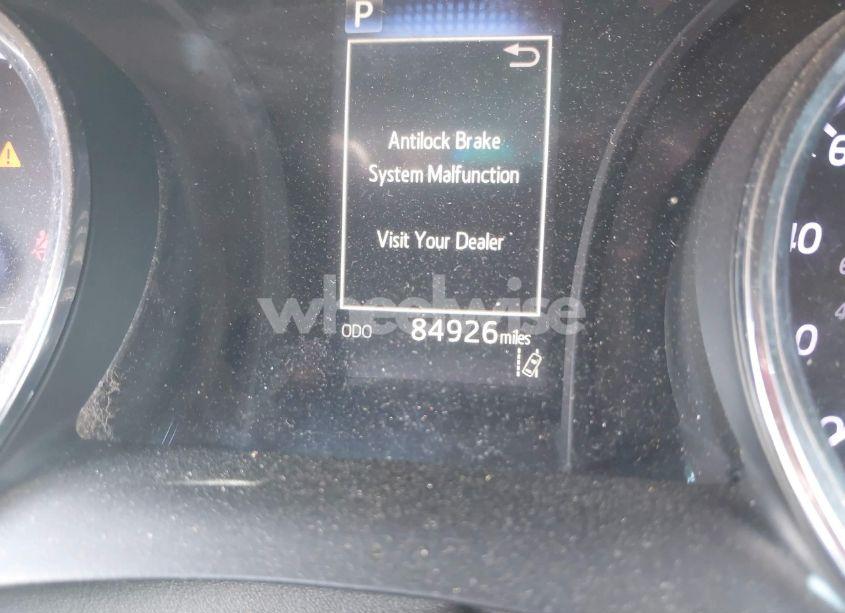 P
Antilock Brake
System Malfunction
Visit Your Dealer
wheelwise
ODO 84926 miles